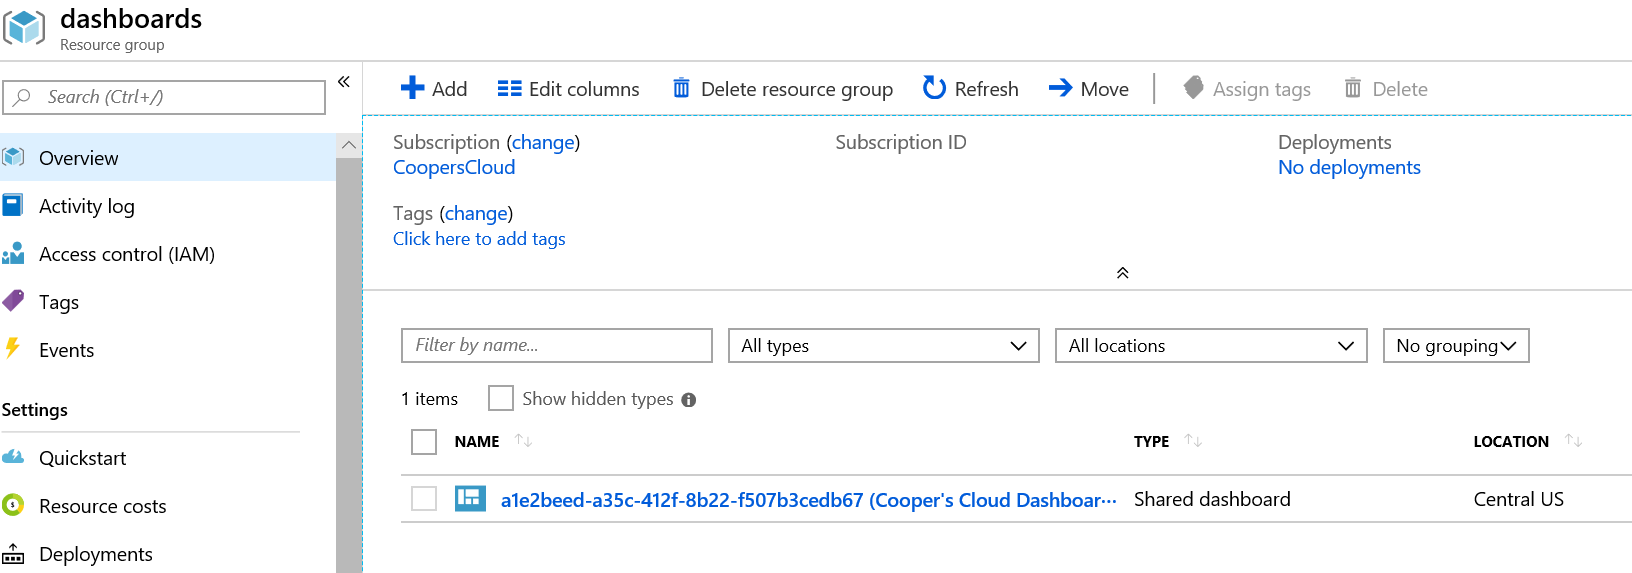 dashboards
Resource group
Search (Ctrl+/)
Overview
Activity log
Access control (IAM)
Tags
Events
Settings
Quickstart
Resource costs
Deployments
Add Edit columns Delete resource group Refresh Move Assign tags Delete
Subscription (change) Subscription ID Deployments
CoopersCloud No deployments
Tags (change)
Click here to add tags
Filter by name... All types All locations No grouping
1 items Show hidden types
NAME TYPE LOCATION
a1e2beed-a35c-412f-8b22-f507b3cedb67 (Cooper's Cloud Dashboar... Shared dashboard Central US